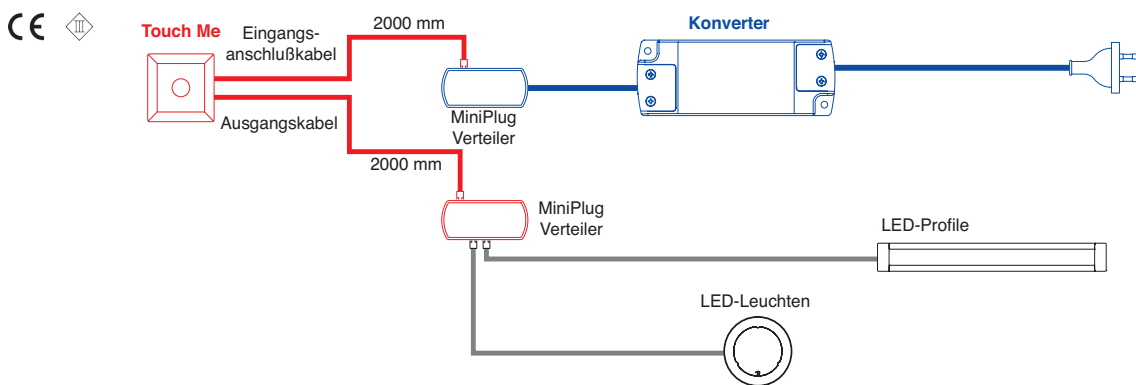 CE
III
Touch Me
Eingangs-
anschlußkabel
2000 mm
Konverter
MiniPlug
Verteiler
Ausgangskabel
2000 mm
MiniPlug
Verteiler
LED-Profile
LED-Leuchten